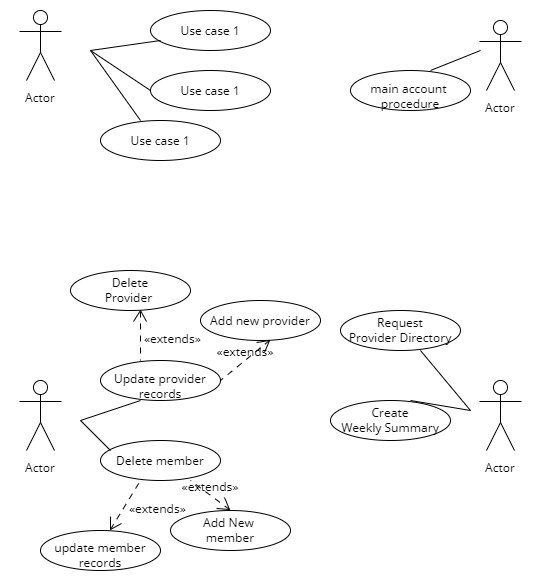 Use case 1
Use case 1
Use case 1
Actor
main account
procedure
Actor
Delete
Provider
Add new provider
«extends»
«extends»
Request
Provider Directory
Update provider
records
Create
Weekly Summary
Actor
Actor
Delete member
«extends»
«extends»
Add New
member
update member
records